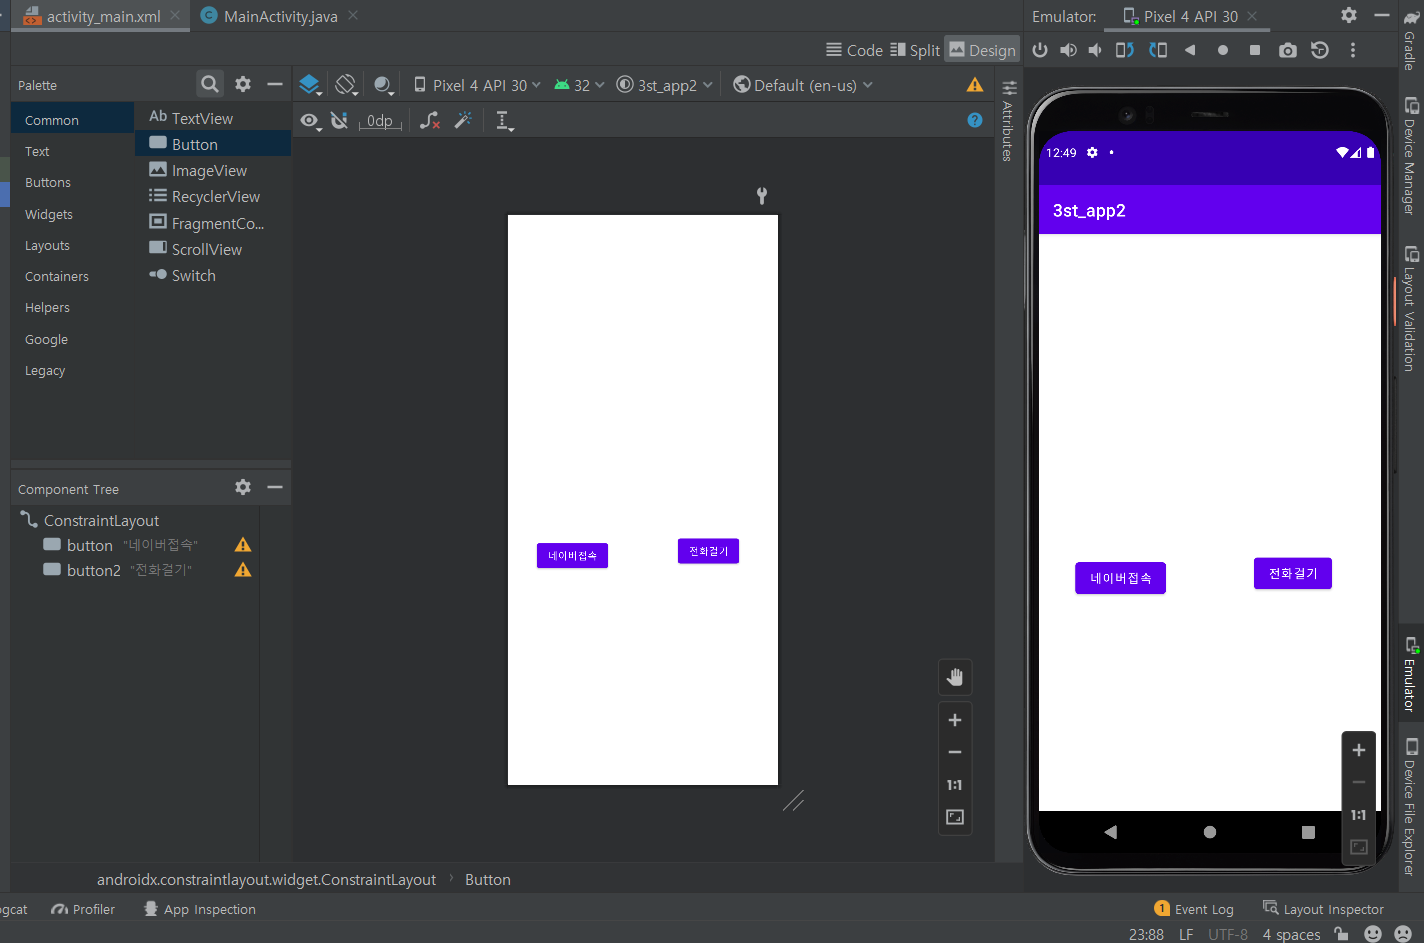 activity_main.xml
MainActivity.java
Emulator:
Pixel 4 API 30
Code
Split
Design
Palette
Pixel 4 API 30
32
3st_app2
Default (en-us)
0dp
Common
Text
Buttons
Widgets
Layouts
Containers
Helpers
Google
Legacy
Ab TextView
Button
ImageView
RecyclerView
FragmentCo...
ScrollView
Switch
Component Tree
ConstraintLayout
button "네이버접속"
button2 "전화걸기"
네이버접속
전화걸기
1:1
Attributes
12:49
3st_app2
네이버접속
전화걸기
1:1
Gradle
Device Manager
Layout Validation
Emulator
Device File Explorer
androidx.constraintlayout.widget.ConstraintLayout
Button
ogcat
Profiler
App Inspection
1 Event Log
Layout Inspector
23:88 LF UTF-8 4 spaces